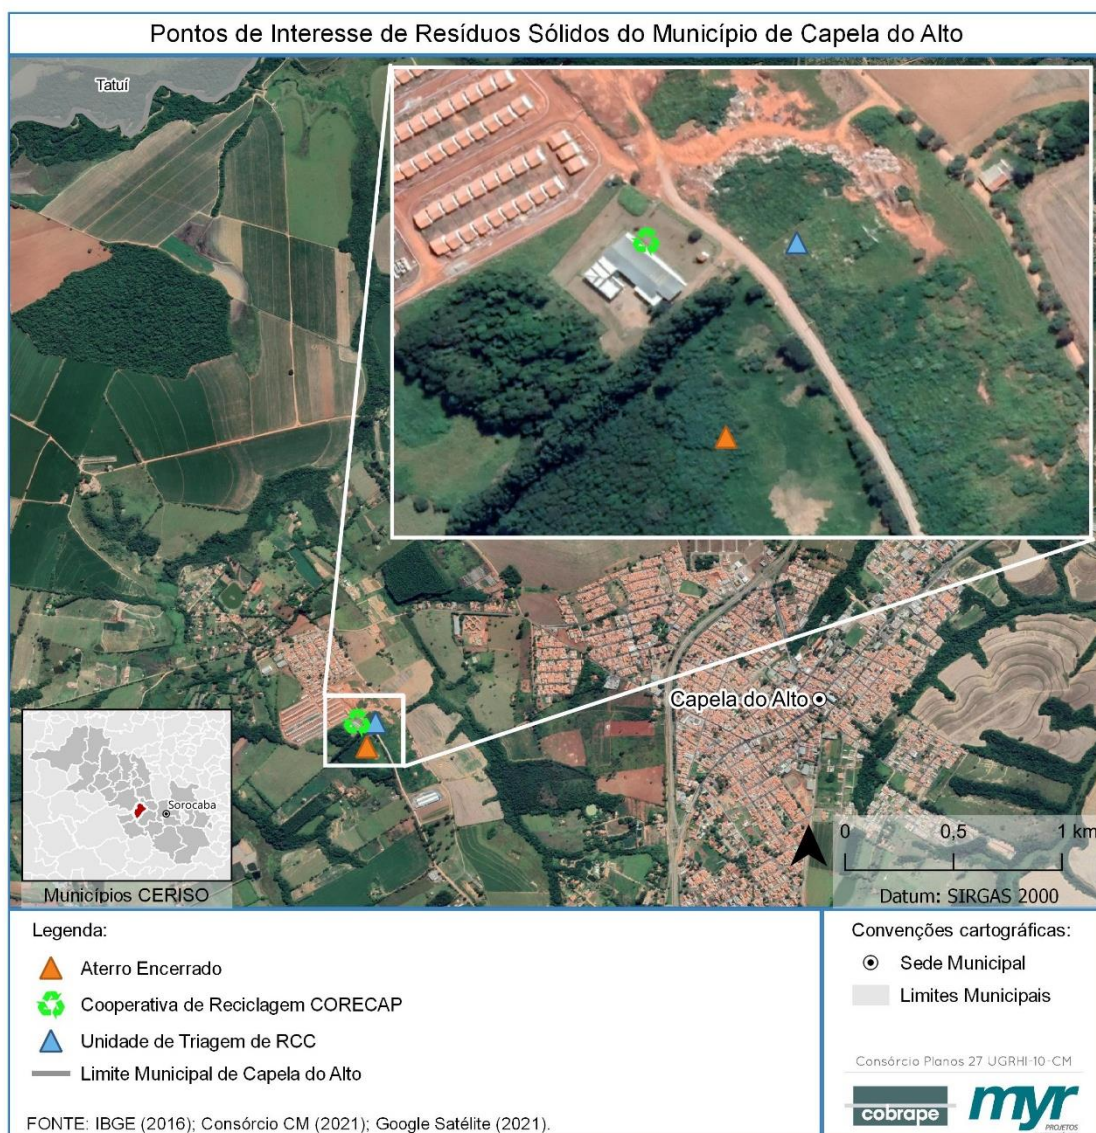 Pontos de Interesse de Resíduos Sólidos do Município de Capela do Alto
Tatuí
Capela do Alto
Sorocaba
Municípios CERISO
0 0,5 1 km
Datum: SIRGAS 2000
Legenda:
Aterro Encerrado
Cooperativa de Reciclagem CORECAP
Unidade de Triagem de RCC
Limite Municipal de Capela do Alto
FONTE: IBGE (2016); Consórcio CM (2021); Google Satélite (2021).
Convenções cartográficas:
Sede Municipal
Limites Municipais
Consórcio Planos 27 UGRHI-10-CM
cobrape
myr
PROJETOS